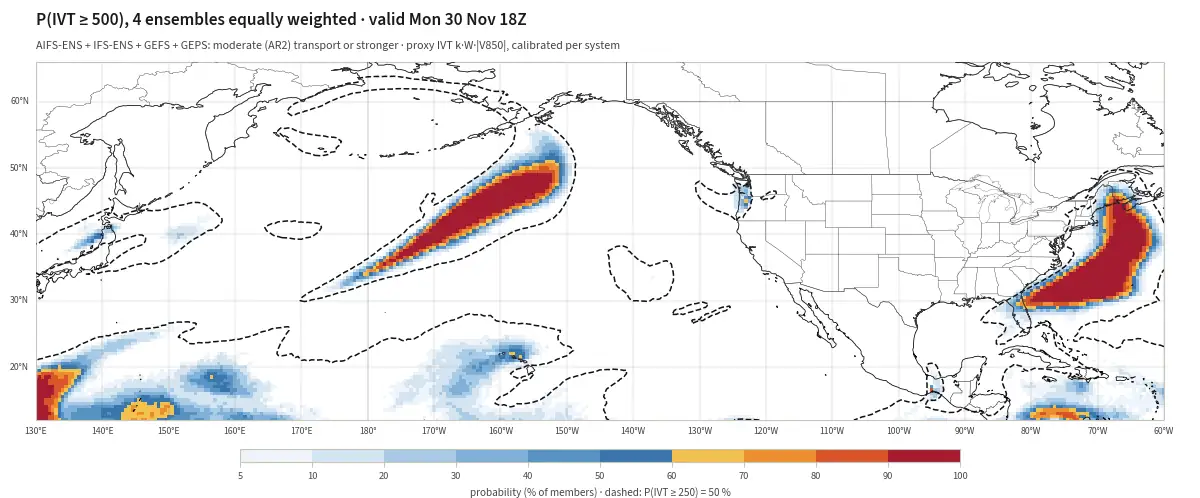 P(IVT ≥ 500), 4 ensembles equally weighted · valid Mon 30 Nov 18Z
AIFS-ENS + IFS-ENS + GEFS + GEPS: moderate (AR2) transport or stronger · proxy IVT k·W·|V850|, calibrated per system
60°N
50°N
40°N
30°N
20°N
130°E 140°E 150°E 160°E 170°E 180° 170°W 160°W 150°W 140°W 130°W 120°W 110°W 100°W 90°W 80°W 70°W 60°W
5 10 20 30 40 50 60 70 80 90 100
probability (% of members) · dashed: P(IVT ≥ 250) = 50 %